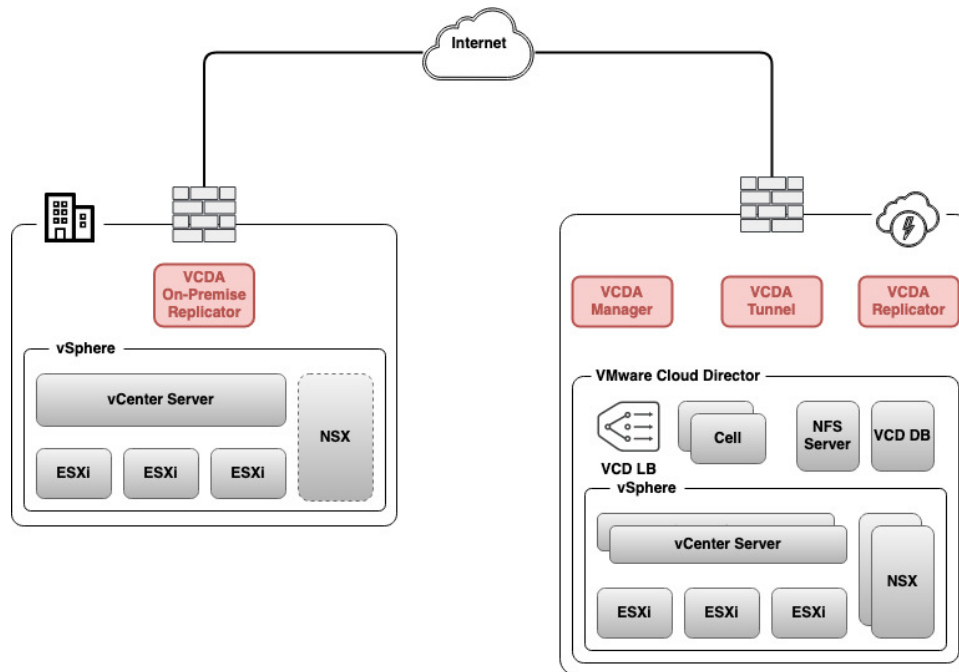 Internet
VCDA
On-Premise
Replicator
vSphere
vCenter Server
NSX
ESXi
ESXi
ESXi
VCDA
Manager
VCDA
Tunnel
VCDA
Replicator
VMware Cloud Director
VCD LB
Cell
NFS
Server
VCD DB
vSphere
vCenter Server
NSX
ESXi
ESXi
ESXi